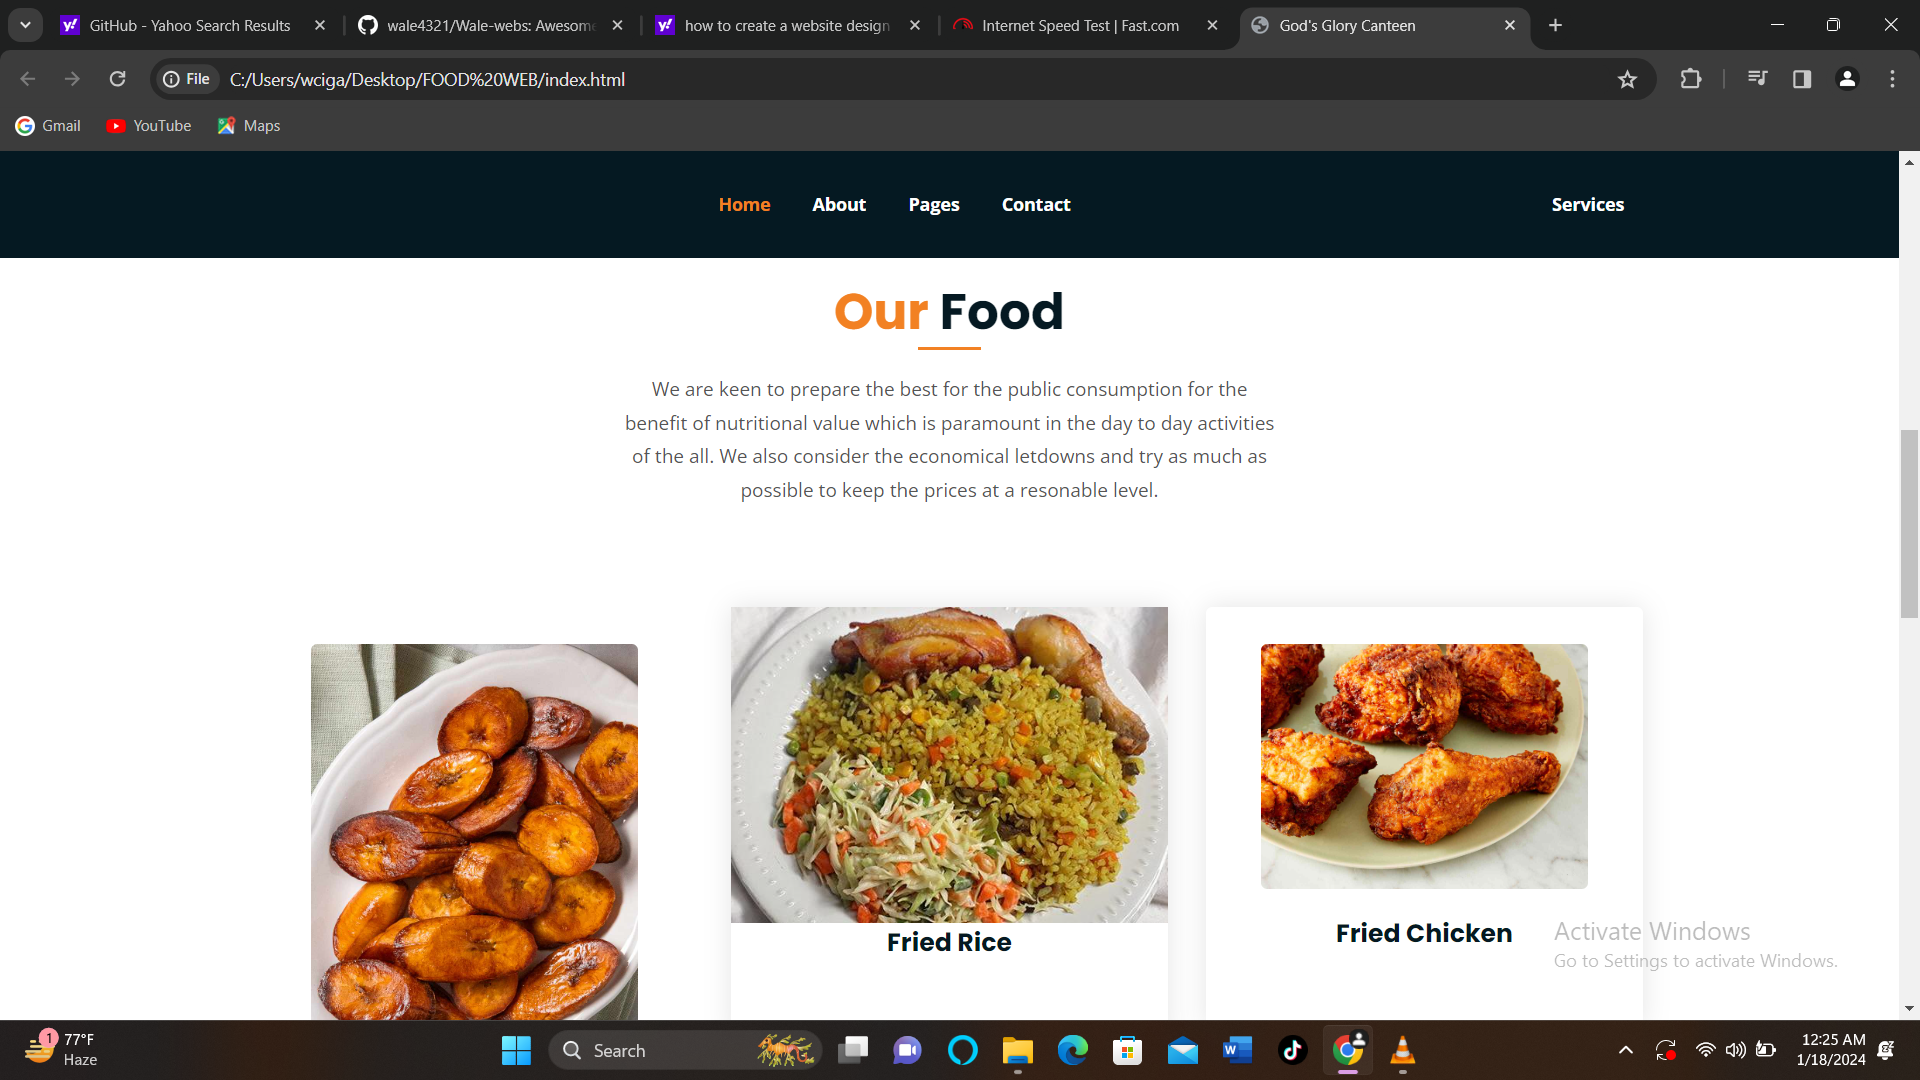 GitHub - Yahoo Search Results
wale4321/Wale-webs: Awesome
how to create a website design
Internet Speed Test | Fast.com
God's Glory Canteen
File C:/Users/wciga/Desktop/FOOD%20WEB/index.html
Gmail YouTube Maps
Home About Pages Contact Services
Our Food
We are keen to prepare the best for the public consumption for the
benefit of nutritional value which is paramount in the day to day activities
of the all. We also consider the economical letdowns and try as much as
possible to keep the prices at a resonable level.
Fried Rice
Fried Chicken
Activate Windows
Go to Settings to activate Windows.
1 77°F
Haze
Search
12:25 AM
1/18/2024